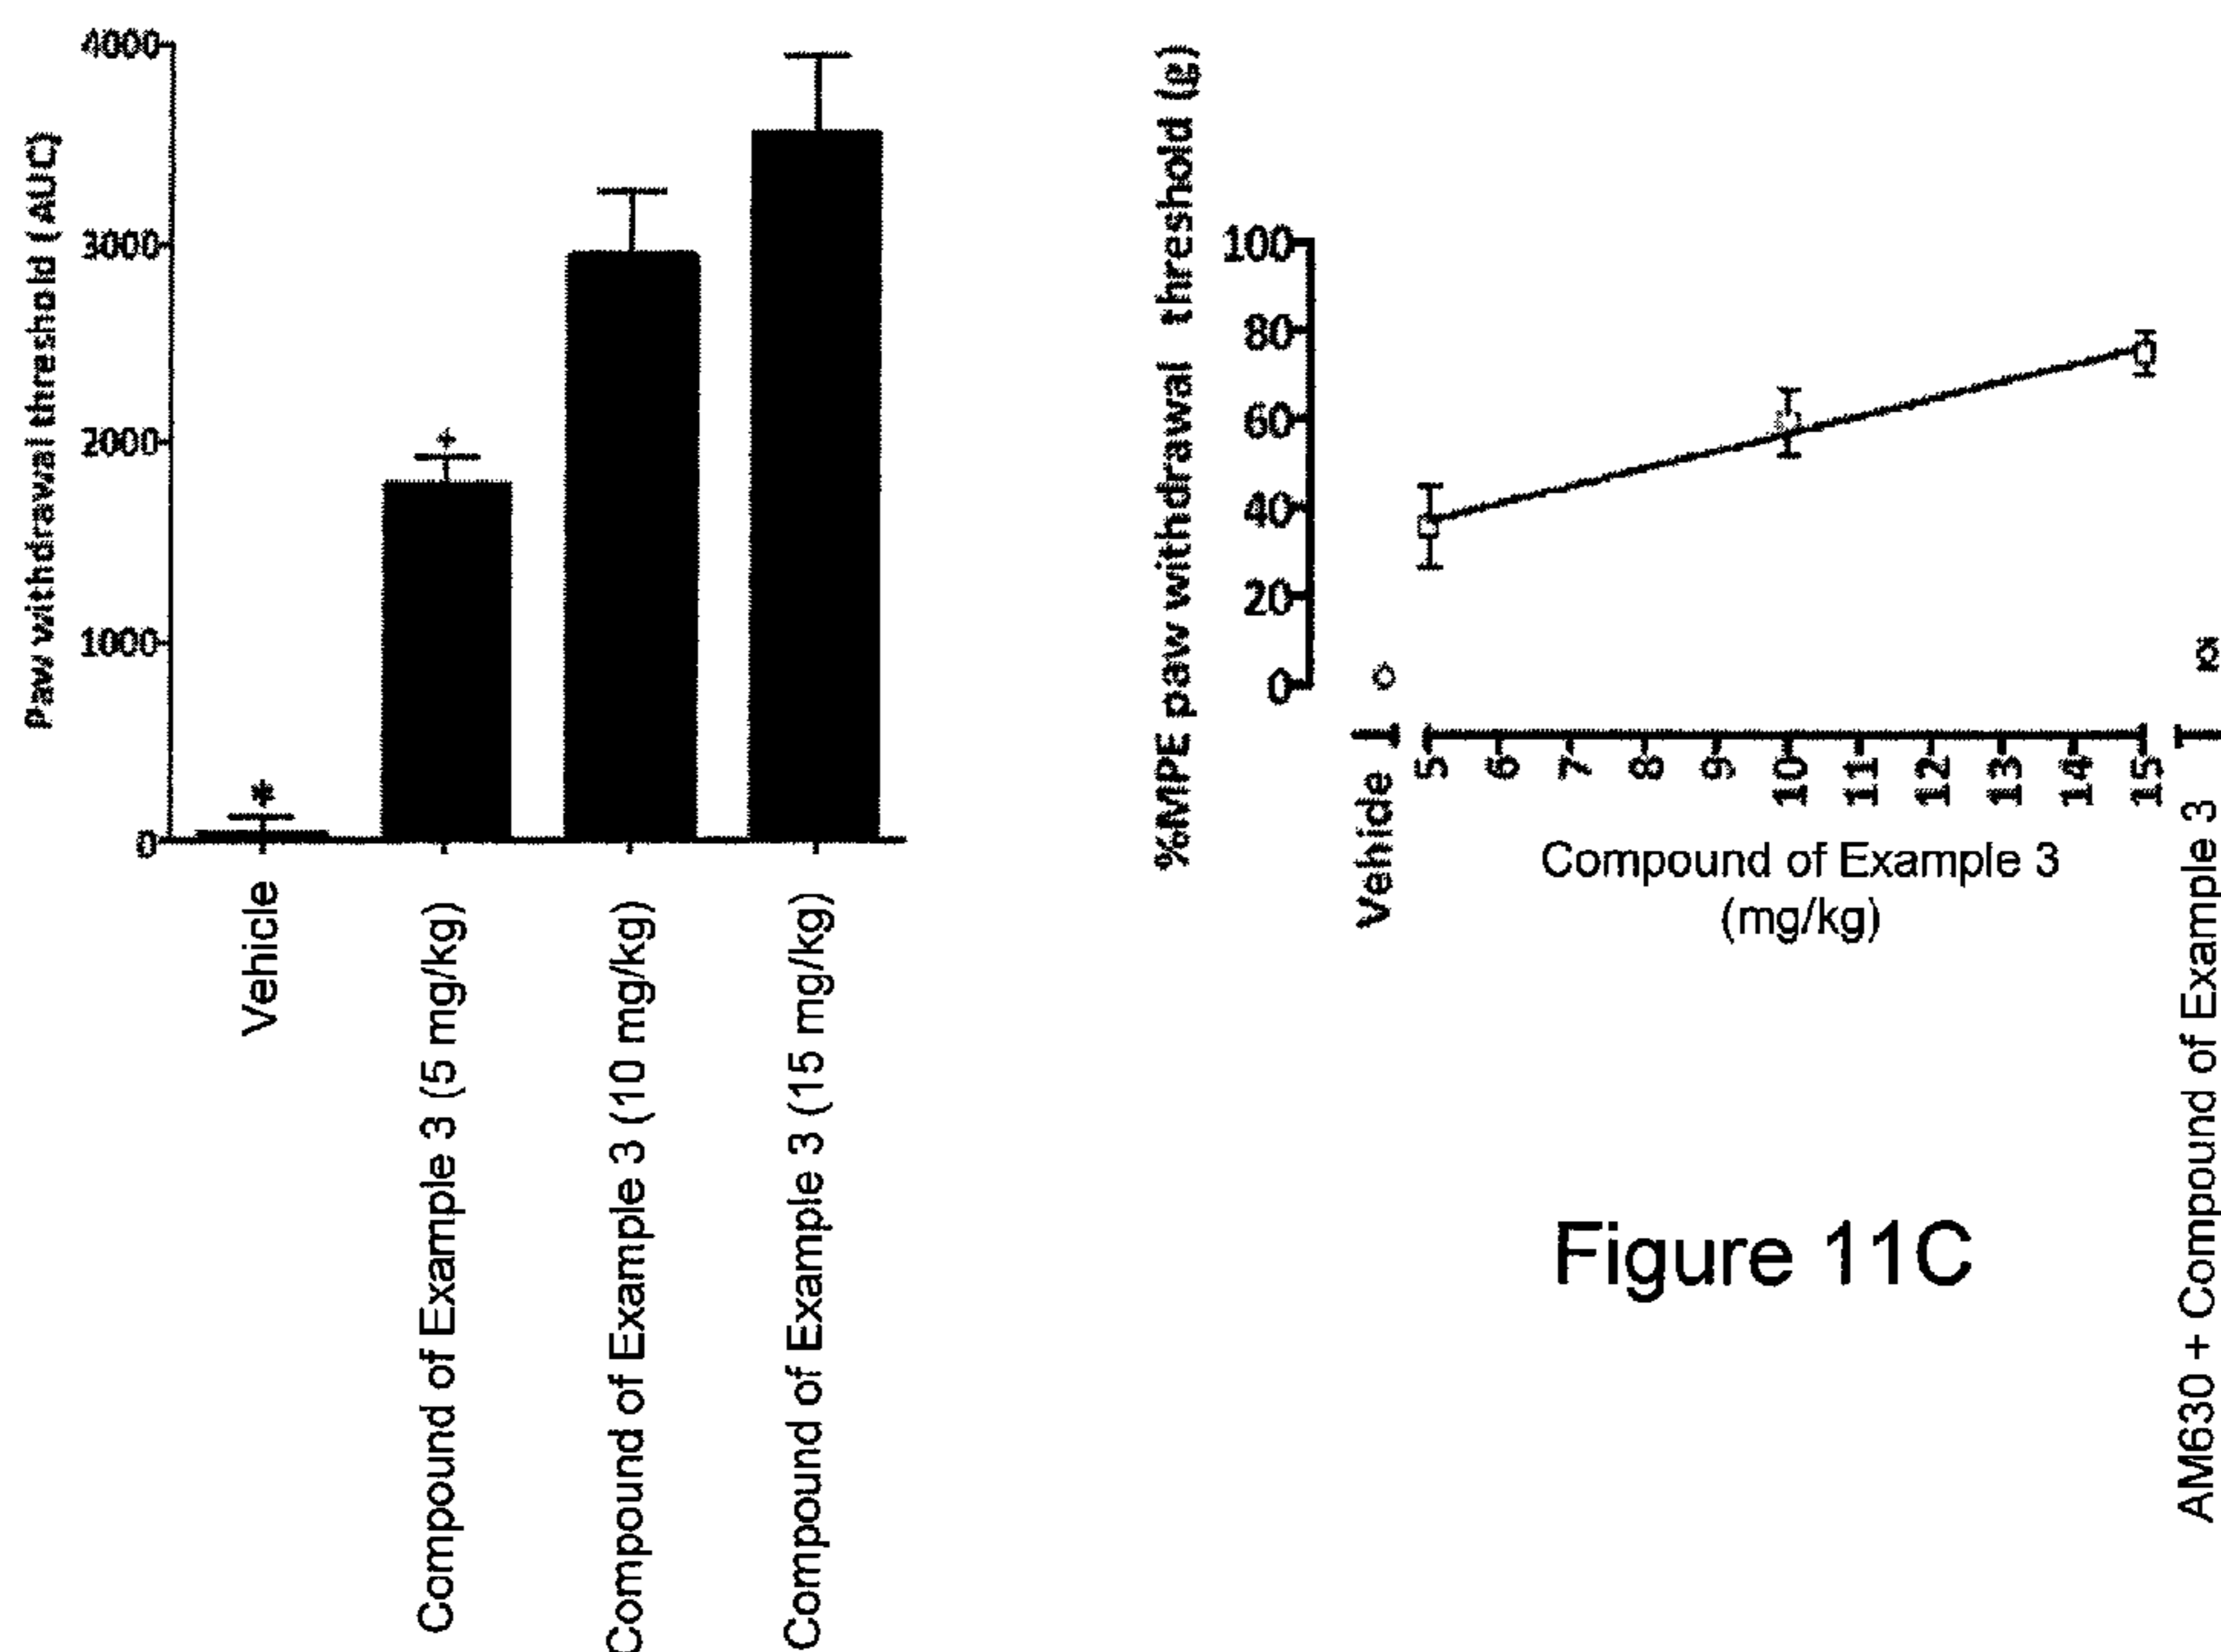 Paw withdrawal threshold (AUC)
4000
3000
2000
1000
0
*
+
Vehicle
Compound of Example 3 (5 mg/kg)
Compound of Example 3 (10 mg/kg)
Compound of Example 3 (15 mg/kg)
%MPE paw withdrawal threshold (g)
100
80
60
40
20
0
Vehicle
5 6 7 8 9 10 11 12 13 14 15
Compound of Example 3
(mg/kg)
AM630 + Compound of Example 3
Figure 11C